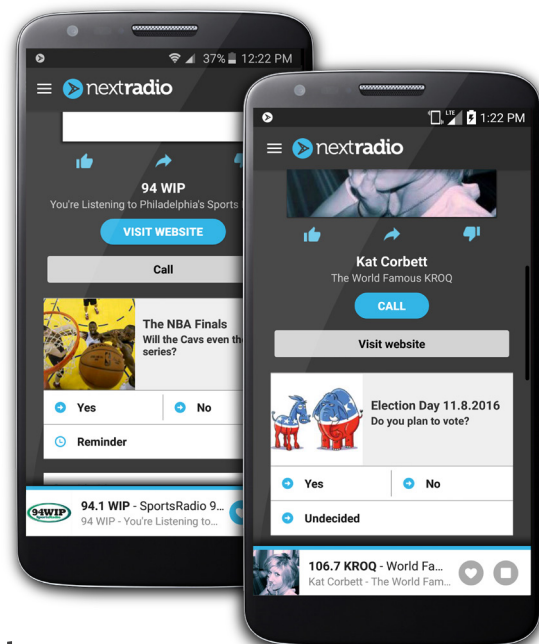 37% 12:22 PM
nextradio
94 WIP
You're Listening to Philadelphia's Sports
VISIT WEBSITE
Call
The NBA Finals
Will the Cavs even the
series?
Yes
No
Reminder
94WIP
94.1 WIP - SportsRadio 9...
94 WIP - You're Listening to...
LTE 1:22 PM
nextradio
Kat Corbett
The World Famous KROQ
CALL
Visit website
Election Day 11.8.2016
Do you plan to vote?
Yes
No
Undecided
106.7 KROQ - World Fa...
Kat Corbett - The World Fam...